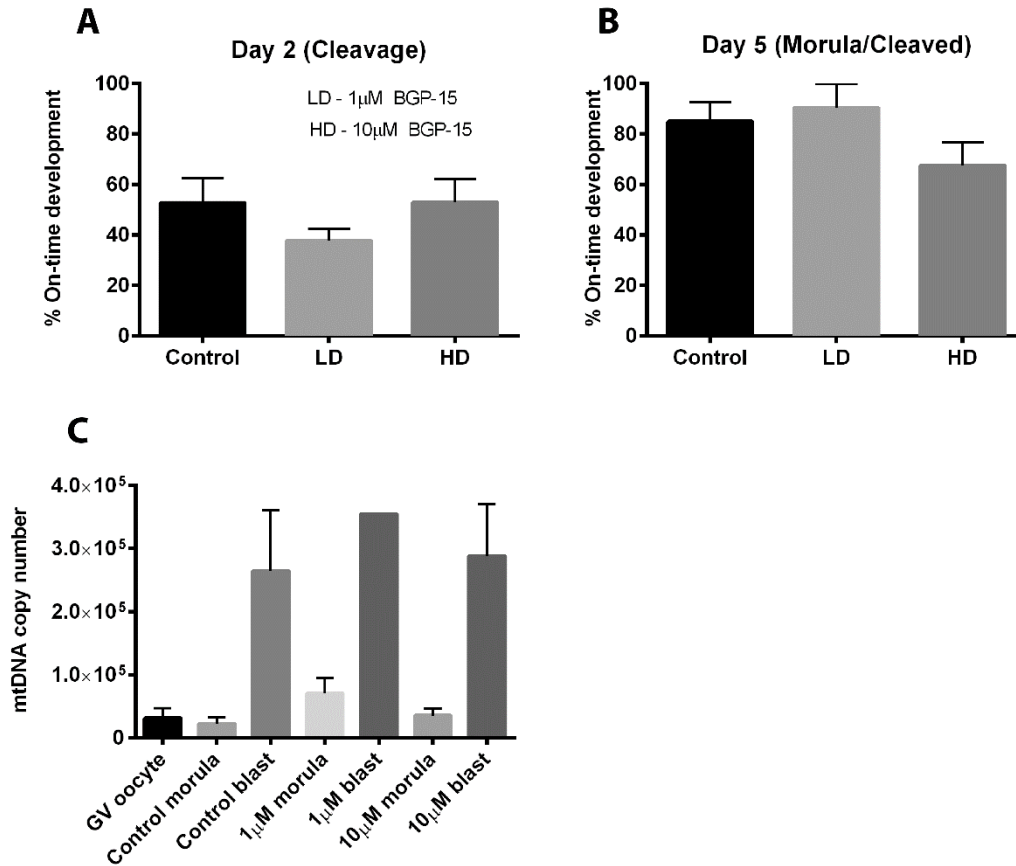 A
Day 2 (Cleavage)
LD - 1μM BGP-15
HD - 10μM BGP-15
% On-time development
100
80
60
40
20
0
Control LD HD
B
Day 5 (Morula/Cleaved)
% On-time development
100
80
60
40
20
0
Control LD HD
C
mtDNA copy number
4.0×10⁵
3.0×10⁵
2.0×10⁵
1.0×10⁵
0
GV oocyte
Control morula
Control blast
1μM morula
1μM blast
10μM morula
10μM blast